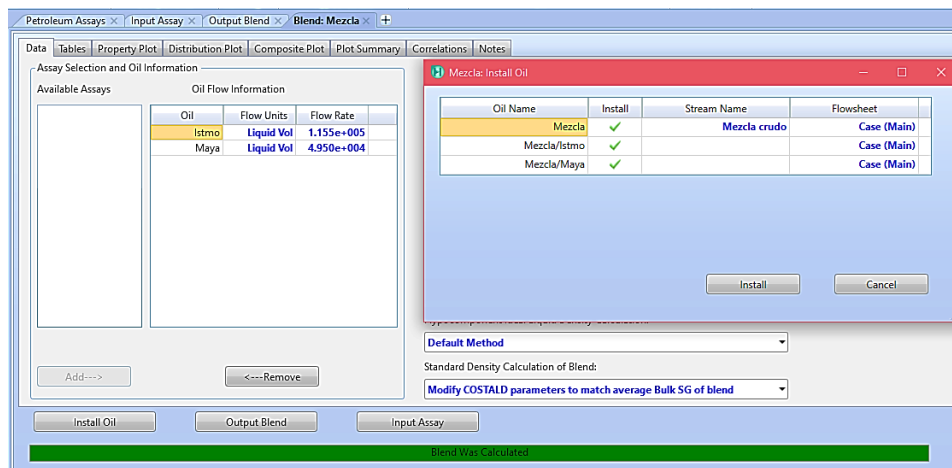 Petroleum Assays Input Assay Output Blend Blend: Mezcla +
Data Tables Property Plot Distribution Plot Composite Plot Plot Summary Correlations Notes
Assay Selection and Oil Information
Available Assays Oil Flow Information
Oil Flow Units Flow Rate
Istmo Liquid Vol 1.155e+005
Maya Liquid Vol 4.950e+004
Add---> <---Remove
Mezcla: Install Oil
Oil Name Install Stream Name Flowsheet
Mezcla Mezcla crudo Case (Main)
Mezcla/Istmo Case (Main)
Mezcla/Maya Case (Main)
Install Cancel
Default Method
Standard Density Calculation of Blend:
Modify COSTALD parameters to match average Bulk SG of blend
Install Oil Output Blend Input Assay
Blend Was Calculated